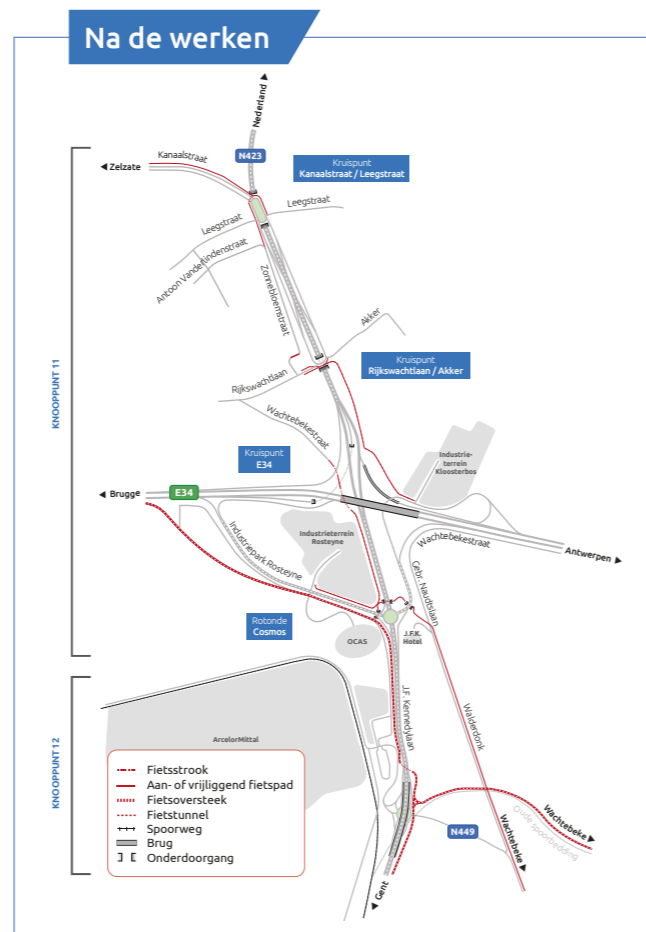 Na de werken
Nederland
N423
Kanaalstraat
Zelzate
Kruispunt
Kanaalstraat / Leegstraat
Leegstraat
Leegstraat
Antoon Vanderlindenstraat
Zonnebloemstraat
Akker
Kruispunt
Rijkswachtlaan / Akker
Rijkswachtlaan
Wachtebekestraat
KNOOPPUNT 11
Kruispunt
E34
Industrie-
terrein
Kloosterbos
Brugge
E34
Industrieterrein
Rosteyne
Wachtebekestraat
Antwerpen
Industriepark Rosteyne
Gebr. Naudtslaan
Rotonde
Cosmos
OCAS
J.F.K.
Hotel
J.F. Kennedylaan
Walderdonk
KNOOPPUNT 12
ArcelorMittal
Fietsstrook
Aan- of vrijliggend fietspad
Fietsoversteek
Fietstunnel
Spoorweg
Brug
Onderdoorgang
N449
Wachtebeke
Oude spoorbedding
Wachtebeke
Gent